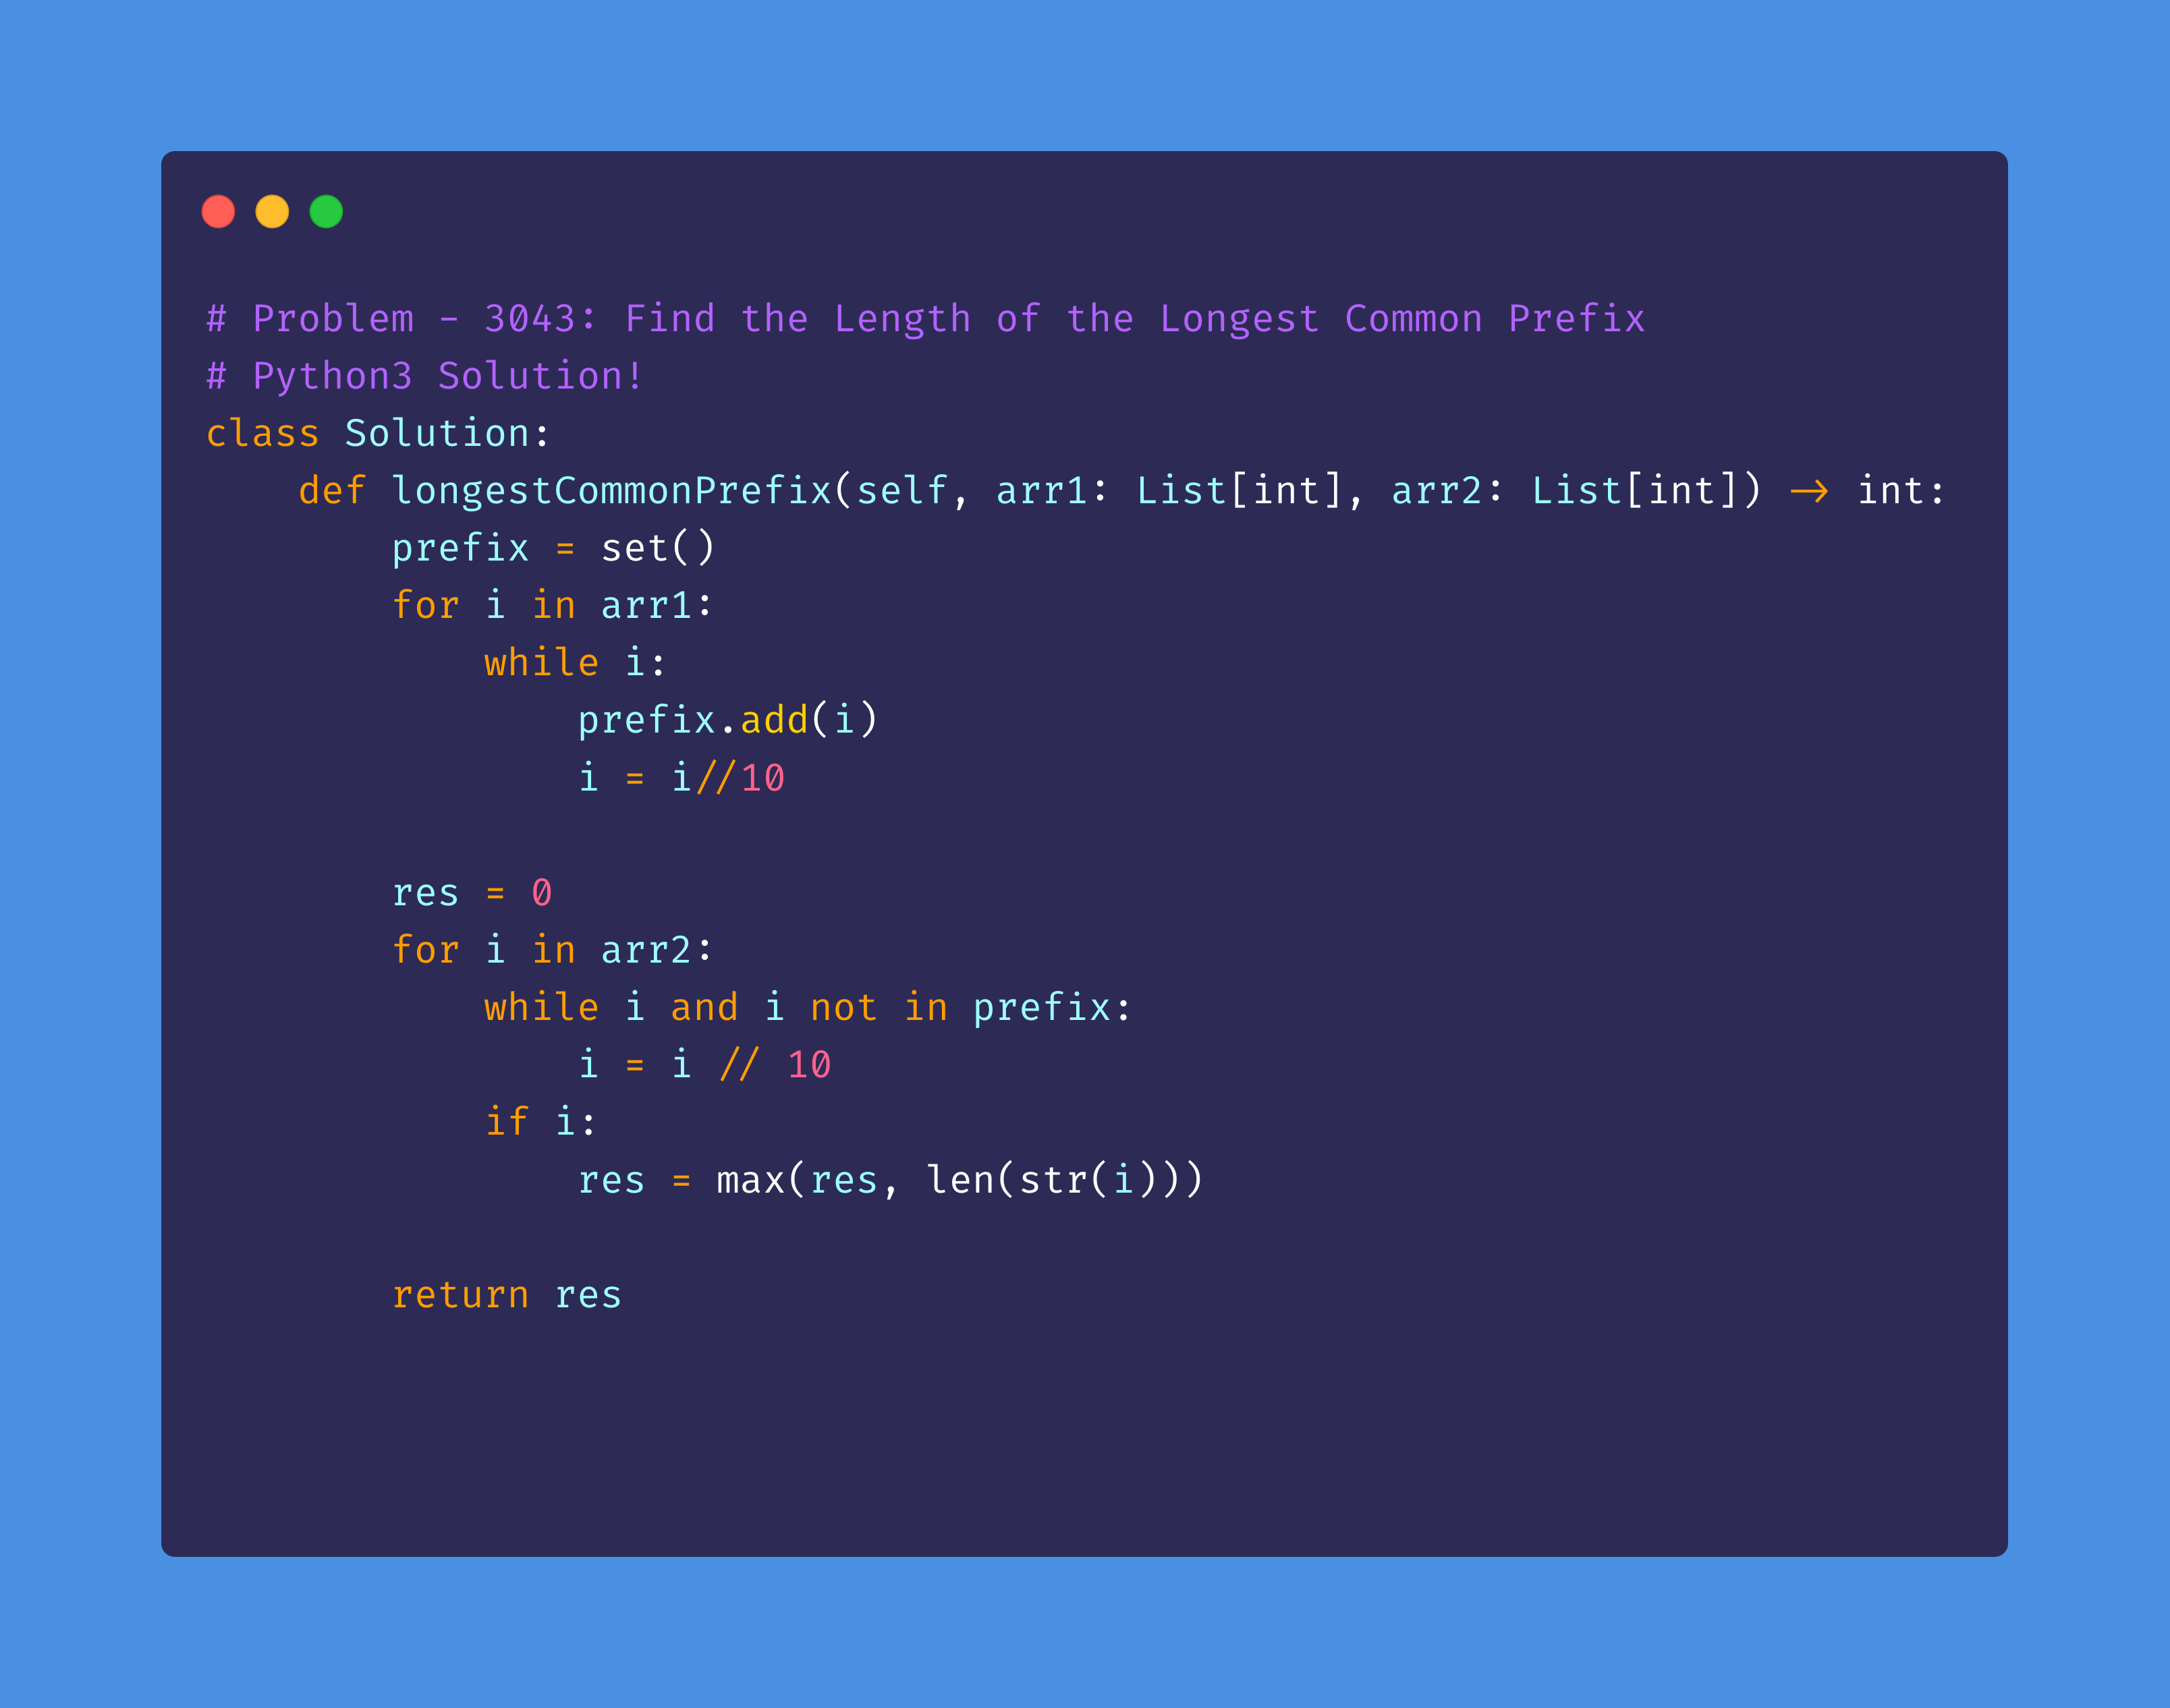 # Problem - 3043: Find the Length of the Longest Common Prefix
# Python3 Solution!
class Solution:
    def longestCommonPrefix(self, arr1: List[int], arr2: List[int]) -> int:
        prefix = set()
        for i in arr1:
            while i:
                prefix.add(i)
                i = i//10

        res = 0
        for i in arr2:
            while i and i not in prefix:
                i = i // 10
            if i:
                res = max(res, len(str(i)))

        return res